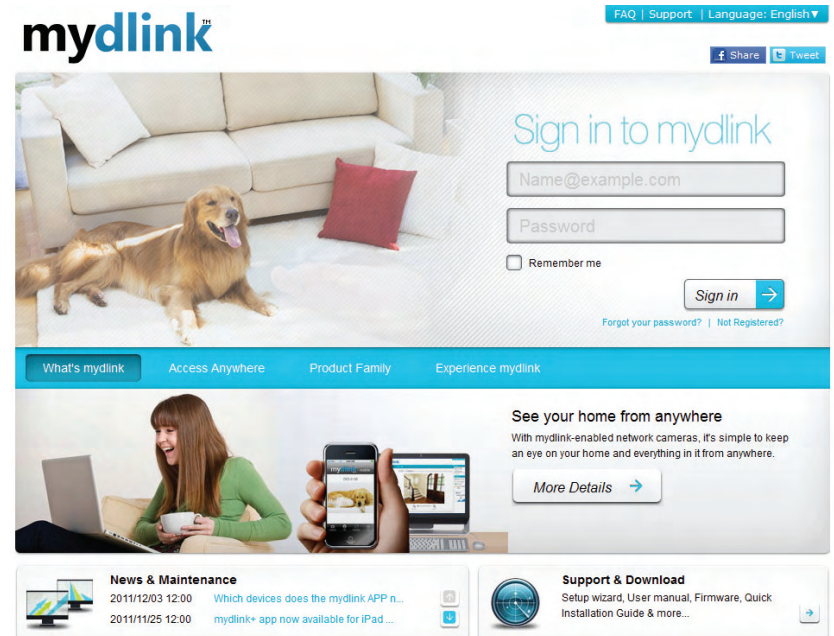 FAQ | Support | Language: English▼
mydlink™
Share Tweet
Sign in to mydlink
Name@example.com
Password
Remember me
Sign in
Forgot your password? | Not Registered?
What's mydlink Access Anywhere Product Family Experience mydlink
See your home from anywhere
With mydlink-enabled network cameras, it's simple to keep
an eye on your home and everything in it from anywhere.
More Details
mydlink
News & Maintenance
2011/12/03 12:00 Which devices does the mydlink APP n...
2011/11/25 12:00 mydlink+ app now available for iPad ...
Support & Download
Setup wizard, User manual, Firmware, Quick
Installation Guide & more...